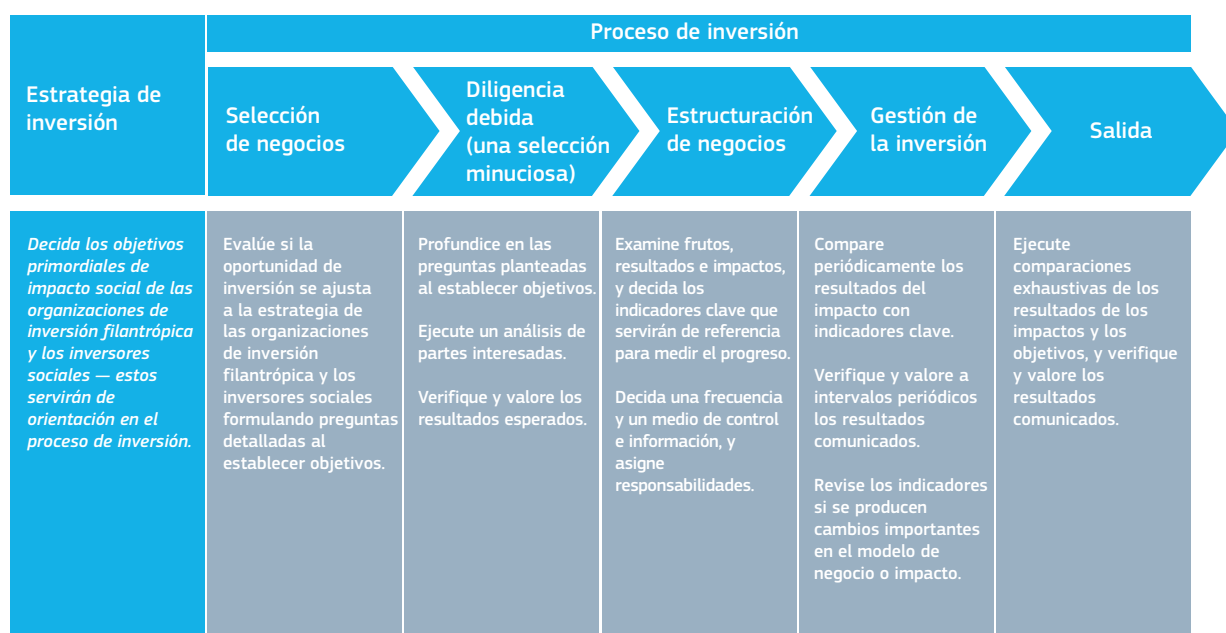 Proceso de inversión
Estrategia de
inversión
Selección
de negocios
Diligencia
debida
(una selección
minuciosa)
Estructuración
de negocios
Gestión de
la inversión
Salida
Decida los objetivos
primordiales de
impacto social de las
organizaciones de
inversión filantrópica
y los inversores
sociales — estos
servirán de
orientación en el
proceso de inversión.
Evalúe si la
oportunidad de
inversión se ajusta
a la estrategia de
las organizaciones
de inversión
filantrópica y los
inversores sociales
formulando preguntas
detalladas al
establecer objetivos.
Profundice en las
preguntas planteadas
al establecer objetivos.
Ejecute un análisis de
partes interesadas.
Verifique y valore los
resultados esperados.
Examine frutos,
resultados e impactos,
y decida los
indicadores clave que
servirán de referencia
para medir el progreso.
Decida una frecuencia
y un medio de control
e información, y
asigne
responsabilidades.
Compare
periódicamente los
resultados del
impacto con
indicadores clave.
Verifique y valore a
intervalos periódicos
los resultados
comunicados.
Revise los indicadores
si se producen
cambios importantes
en el modelo de
negocio o impacto.
Ejecute
comparaciones
exhaustivas de los
resultados de los
impactos y los
objetivos, y verifique
y valore los
resultados
comunicados.